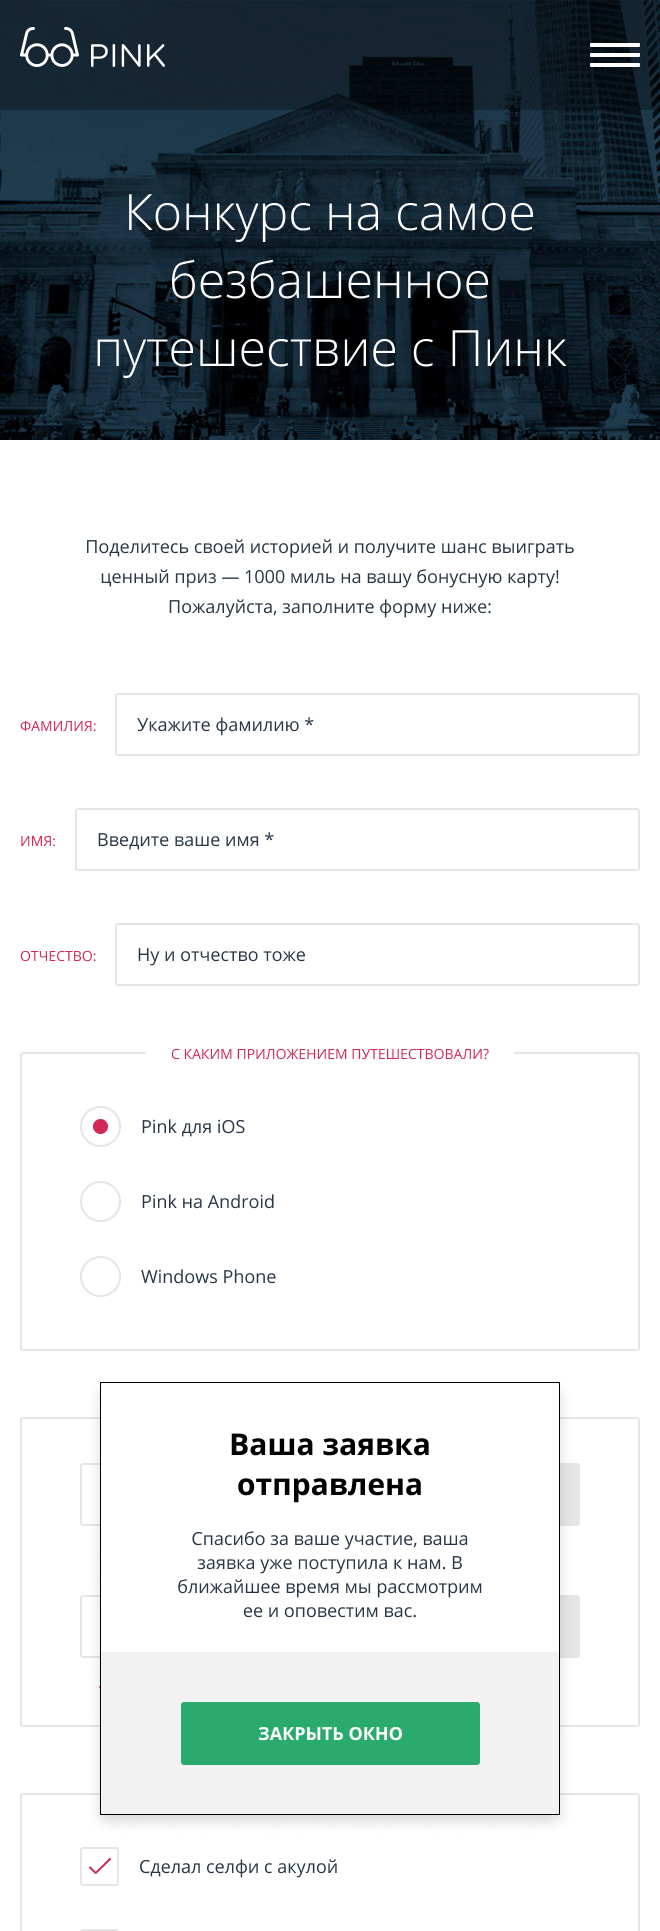 PINK
Конкурс на самое
безбашенное
путешествие с Пинк
Поделитесь своей историей и получите шанс выиграть
ценный приз — 1000 миль на вашу бонусную карту!
Пожалуйста, заполните форму ниже:
ФАМИЛИЯ:
Укажите фамилию *
ИМЯ:
Введите ваше имя *
ОТЧЕСТВО:
Ну и отчество тоже
С КАКИМ ПРИЛОЖЕНИЕМ ПУТЕШЕСТВОВАЛИ?
Pink для iOS
Pink на Android
Windows Phone
Ваша заявка
отправлена
Спасибо за ваше участие, ваша
заявка уже поступила к нам. В
ближайшее время мы рассмотрим
ее и оповестим вас.
ЗАКРЫТЬ ОКНО
Сделал селфи с акулой